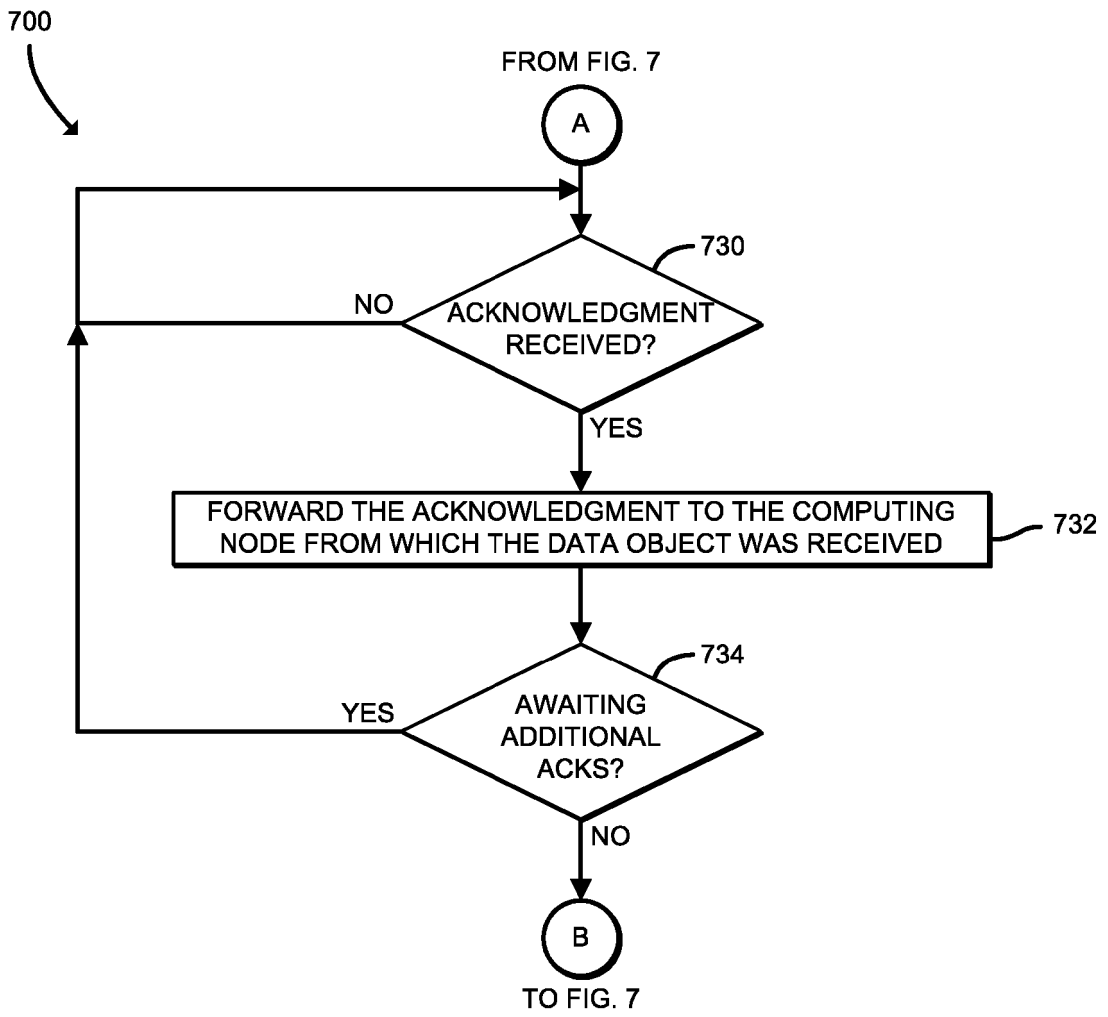 700
FROM FIG. 7
A
730
NO
ACKNOWLEDGMENT
RECEIVED?
YES
FORWARD THE ACKNOWLEDGMENT TO THE COMPUTING
NODE FROM WHICH THE DATA OBJECT WAS RECEIVED
732
734
YES
AWAITING
ADDITIONAL
ACKS?
NO
B
TO FIG. 7